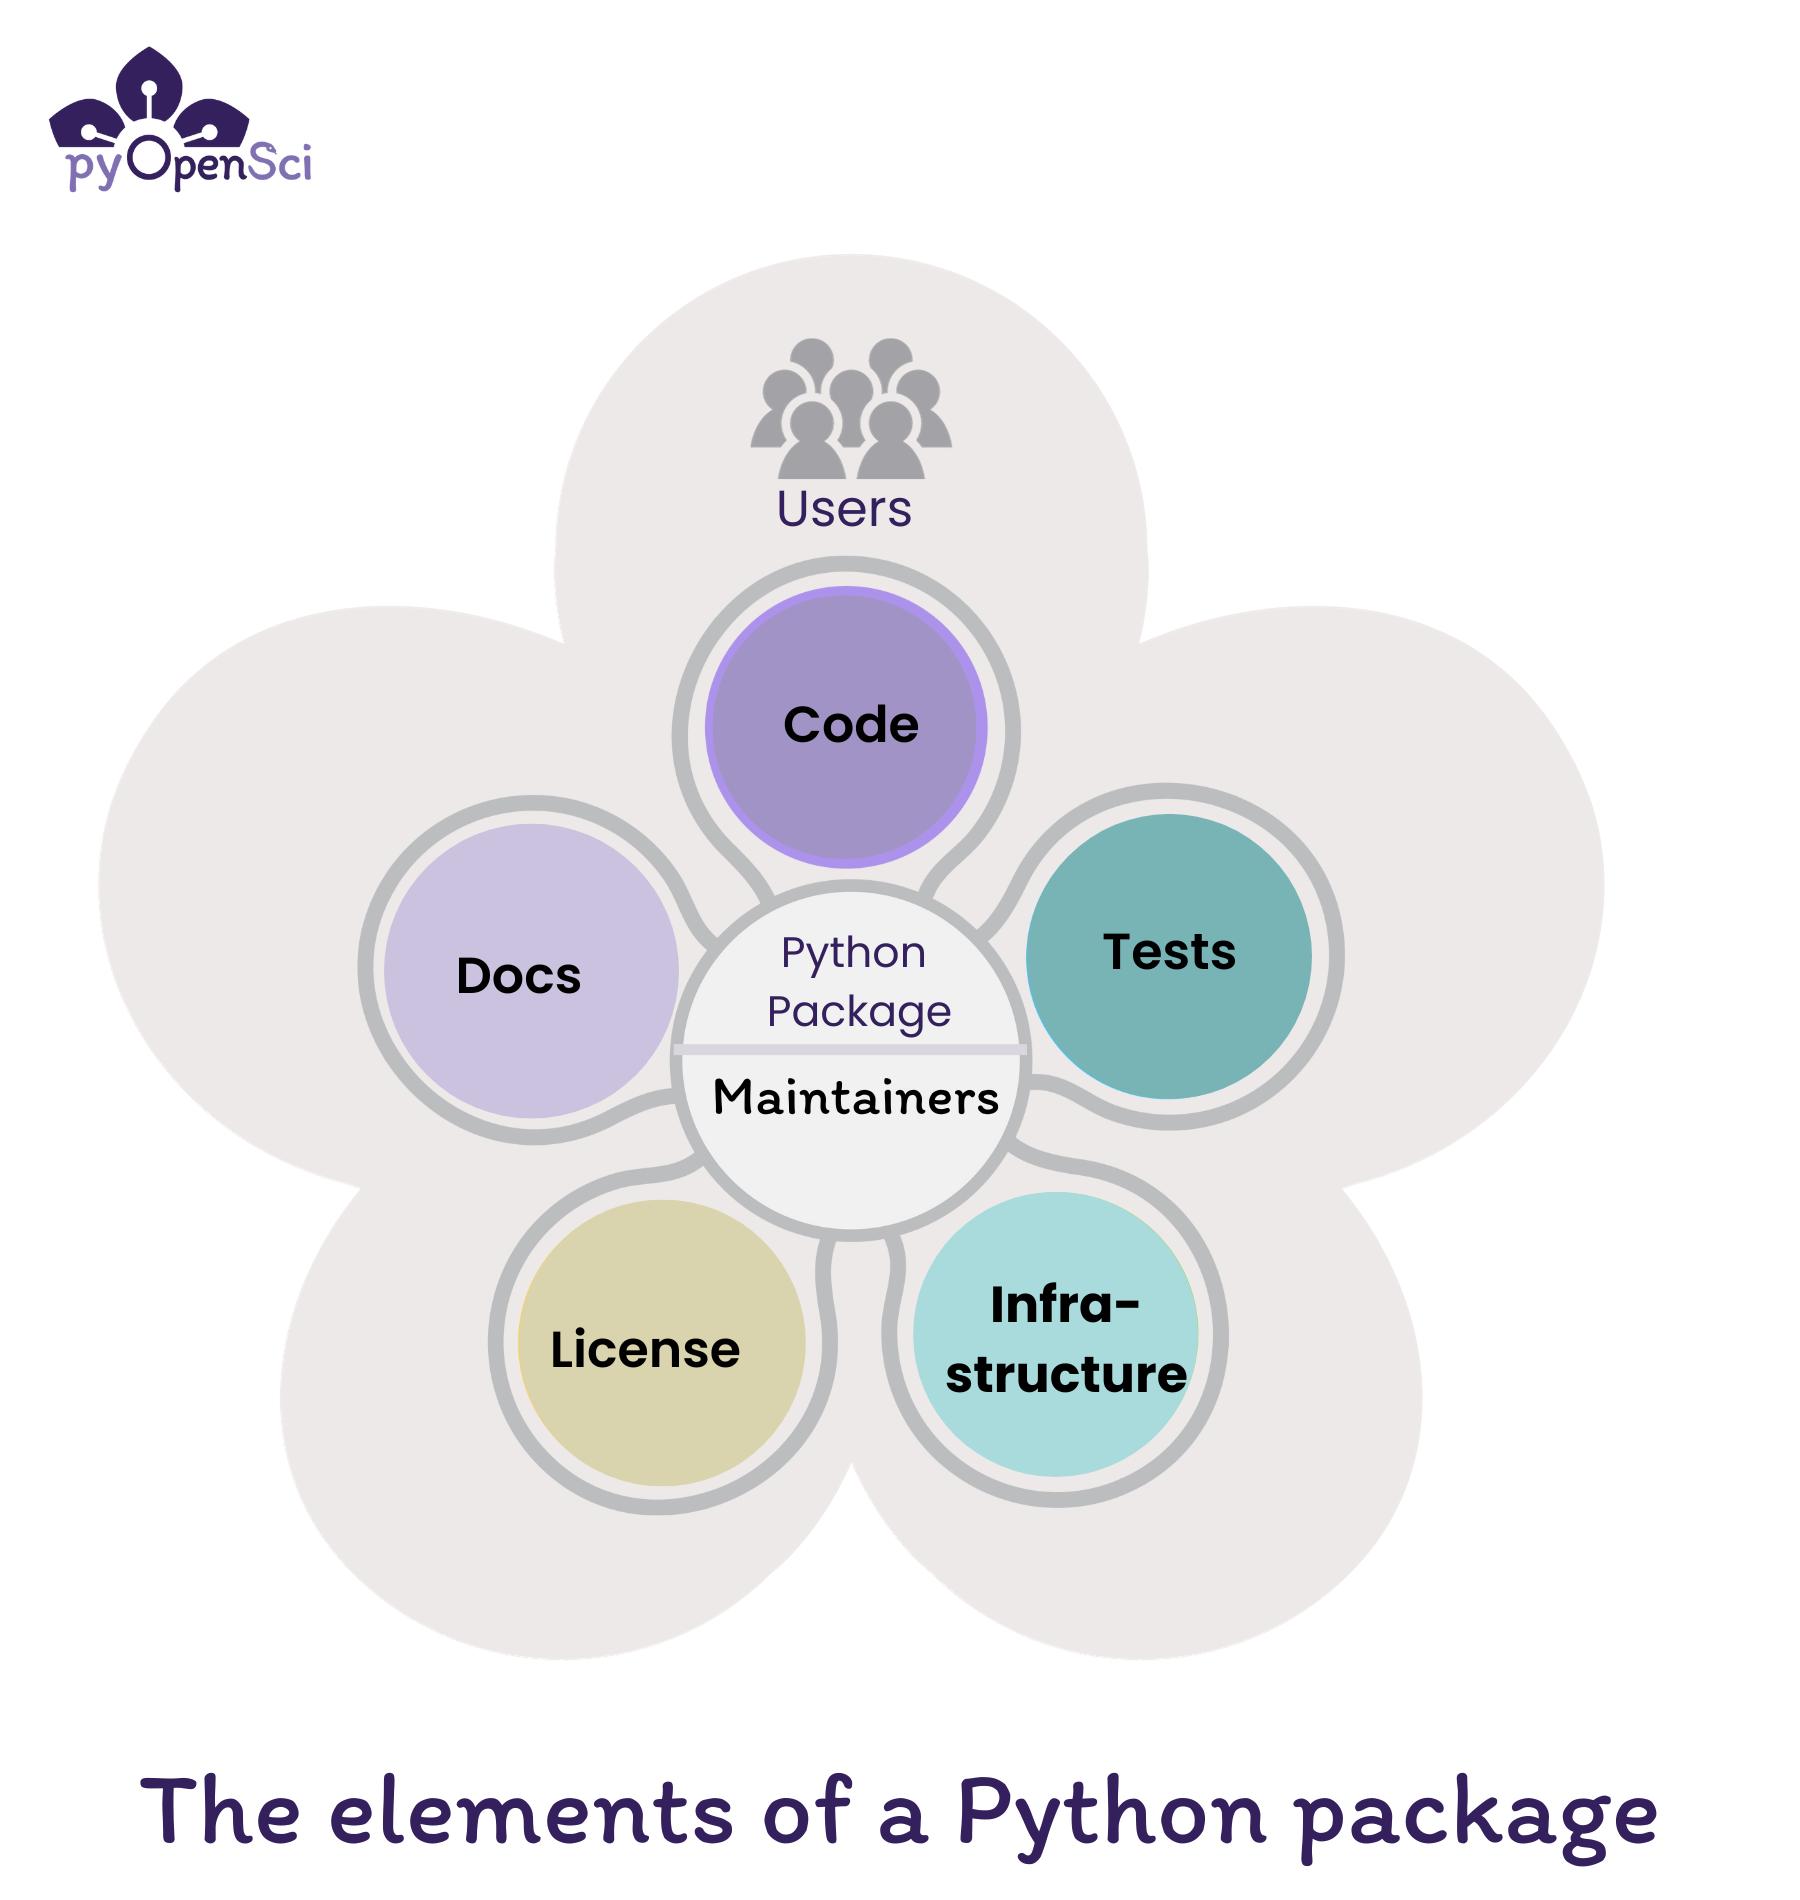 pyOpenSci
Users
Code
Docs
Tests
Python
Package
Maintainers
License
Infra-
structure
The elements of a Python package